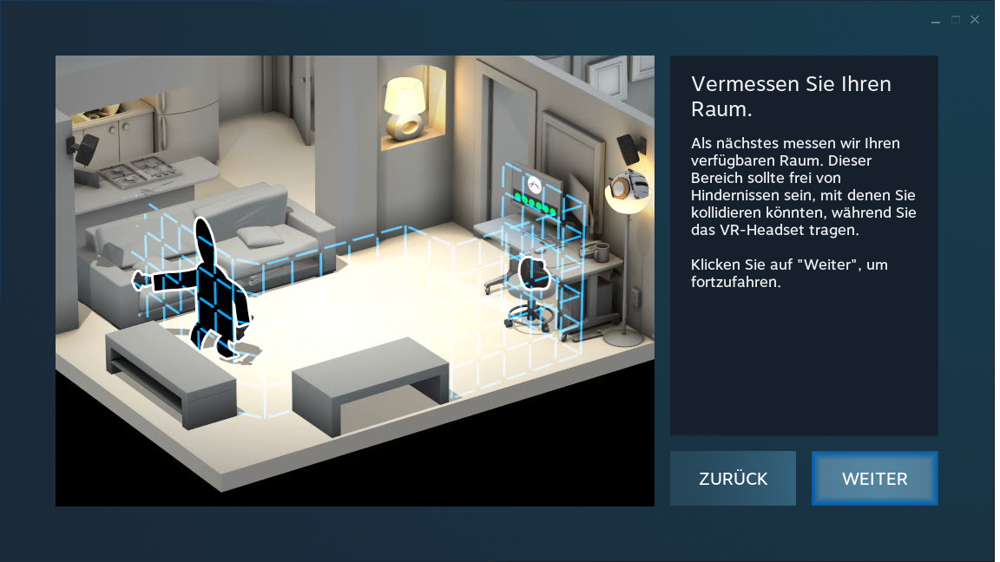 Vermessen Sie Ihren
Raum.
Als nächstes messen wir Ihren
verfügbaren Raum. Dieser
Bereich sollte frei von
Hindernissen sein, mit denen Sie
kollidieren könnten, während Sie
das VR-Headset tragen.
Klicken Sie auf "Weiter", um
fortzufahren.
ZURÜCK
WEITER